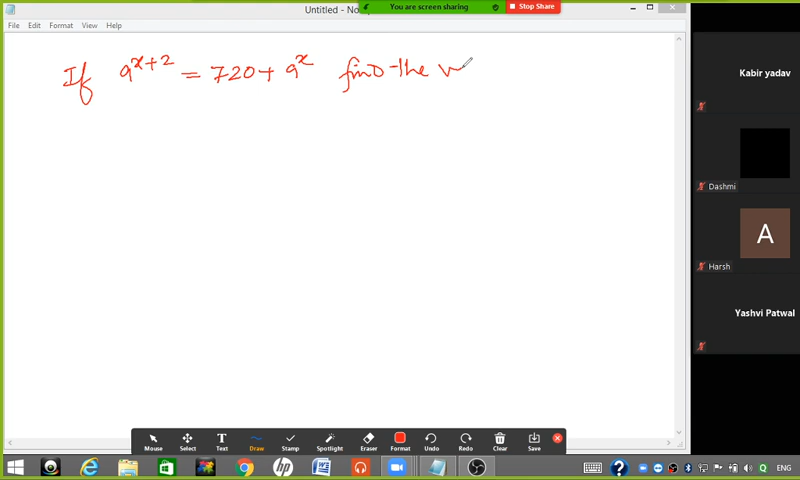 Untitled - No
You are screen sharing
Stop Share
File Edit Format View Help
If 9^{x+2} = 720 + 9^x find the v
Kabir yadav
Dashmi
A
Harsh
Yashvi Patwal
Mouse Select Text Draw Stamp Spotlight Eraser Format Undo Redo Clear Save
ENG